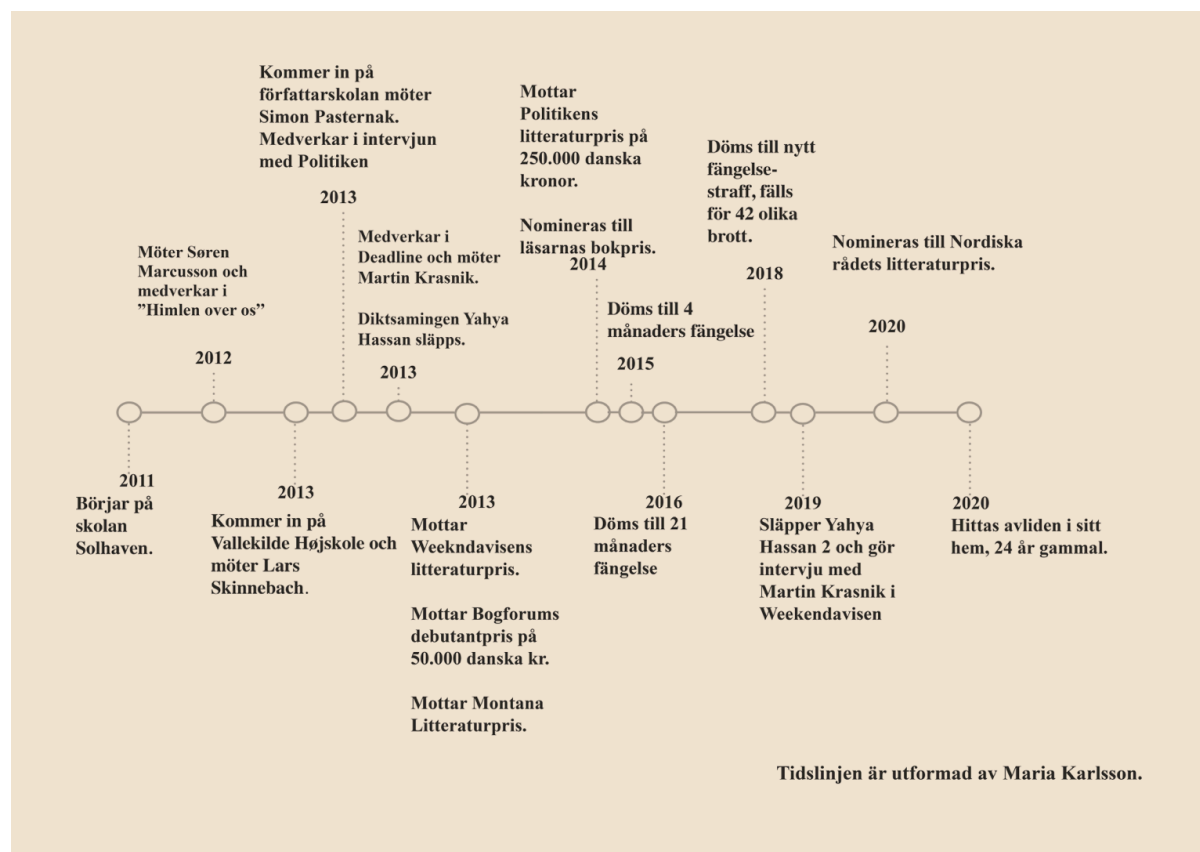 Kommer in på
författarskolan möter
Simon Pasternak.
Medverkar i intervjun
med Politiken
2013
Mottar
Politikens
litteraturpris på
250.000 danska
kronor.
Nomineras till
läsarnas bokpris.
2014
Döms till nytt
fängelse-
straff, fälls
för 42 olika
brott.
2018
Nomineras till Nordiska
rådets litteraturpris.
2020
Möter Søren
Marcusson och
medverkar i
”Himlen over os”
2012
Medverkar i
Deadline och möter
Martin Krasnik.
Diktsamingen Yahya
Hassan släpps.
2013
Döms till 4
månaders fängelse
2015
2011
Börjar på
skolan
Solhaven.
2013
Kommer in på
Vallekilde Højskole och
möter Lars
Skinnebach.
2013
Mottar
Weekndavisens
litteraturpris.
Mottar Bogforums
debutantpris på
50.000 danska kr.
Mottar Montana
Litteraturpris.
2016
Döms till 21
månaders
fängelse
2019
Släpper Yahya
Hassan 2 och gör
intervju med
Martin Krasnik i
Weekendavisen
2020
Hittas avliden i sitt
hem, 24 år gammal.
Tidslinjen är utformad av Maria Karlsson.